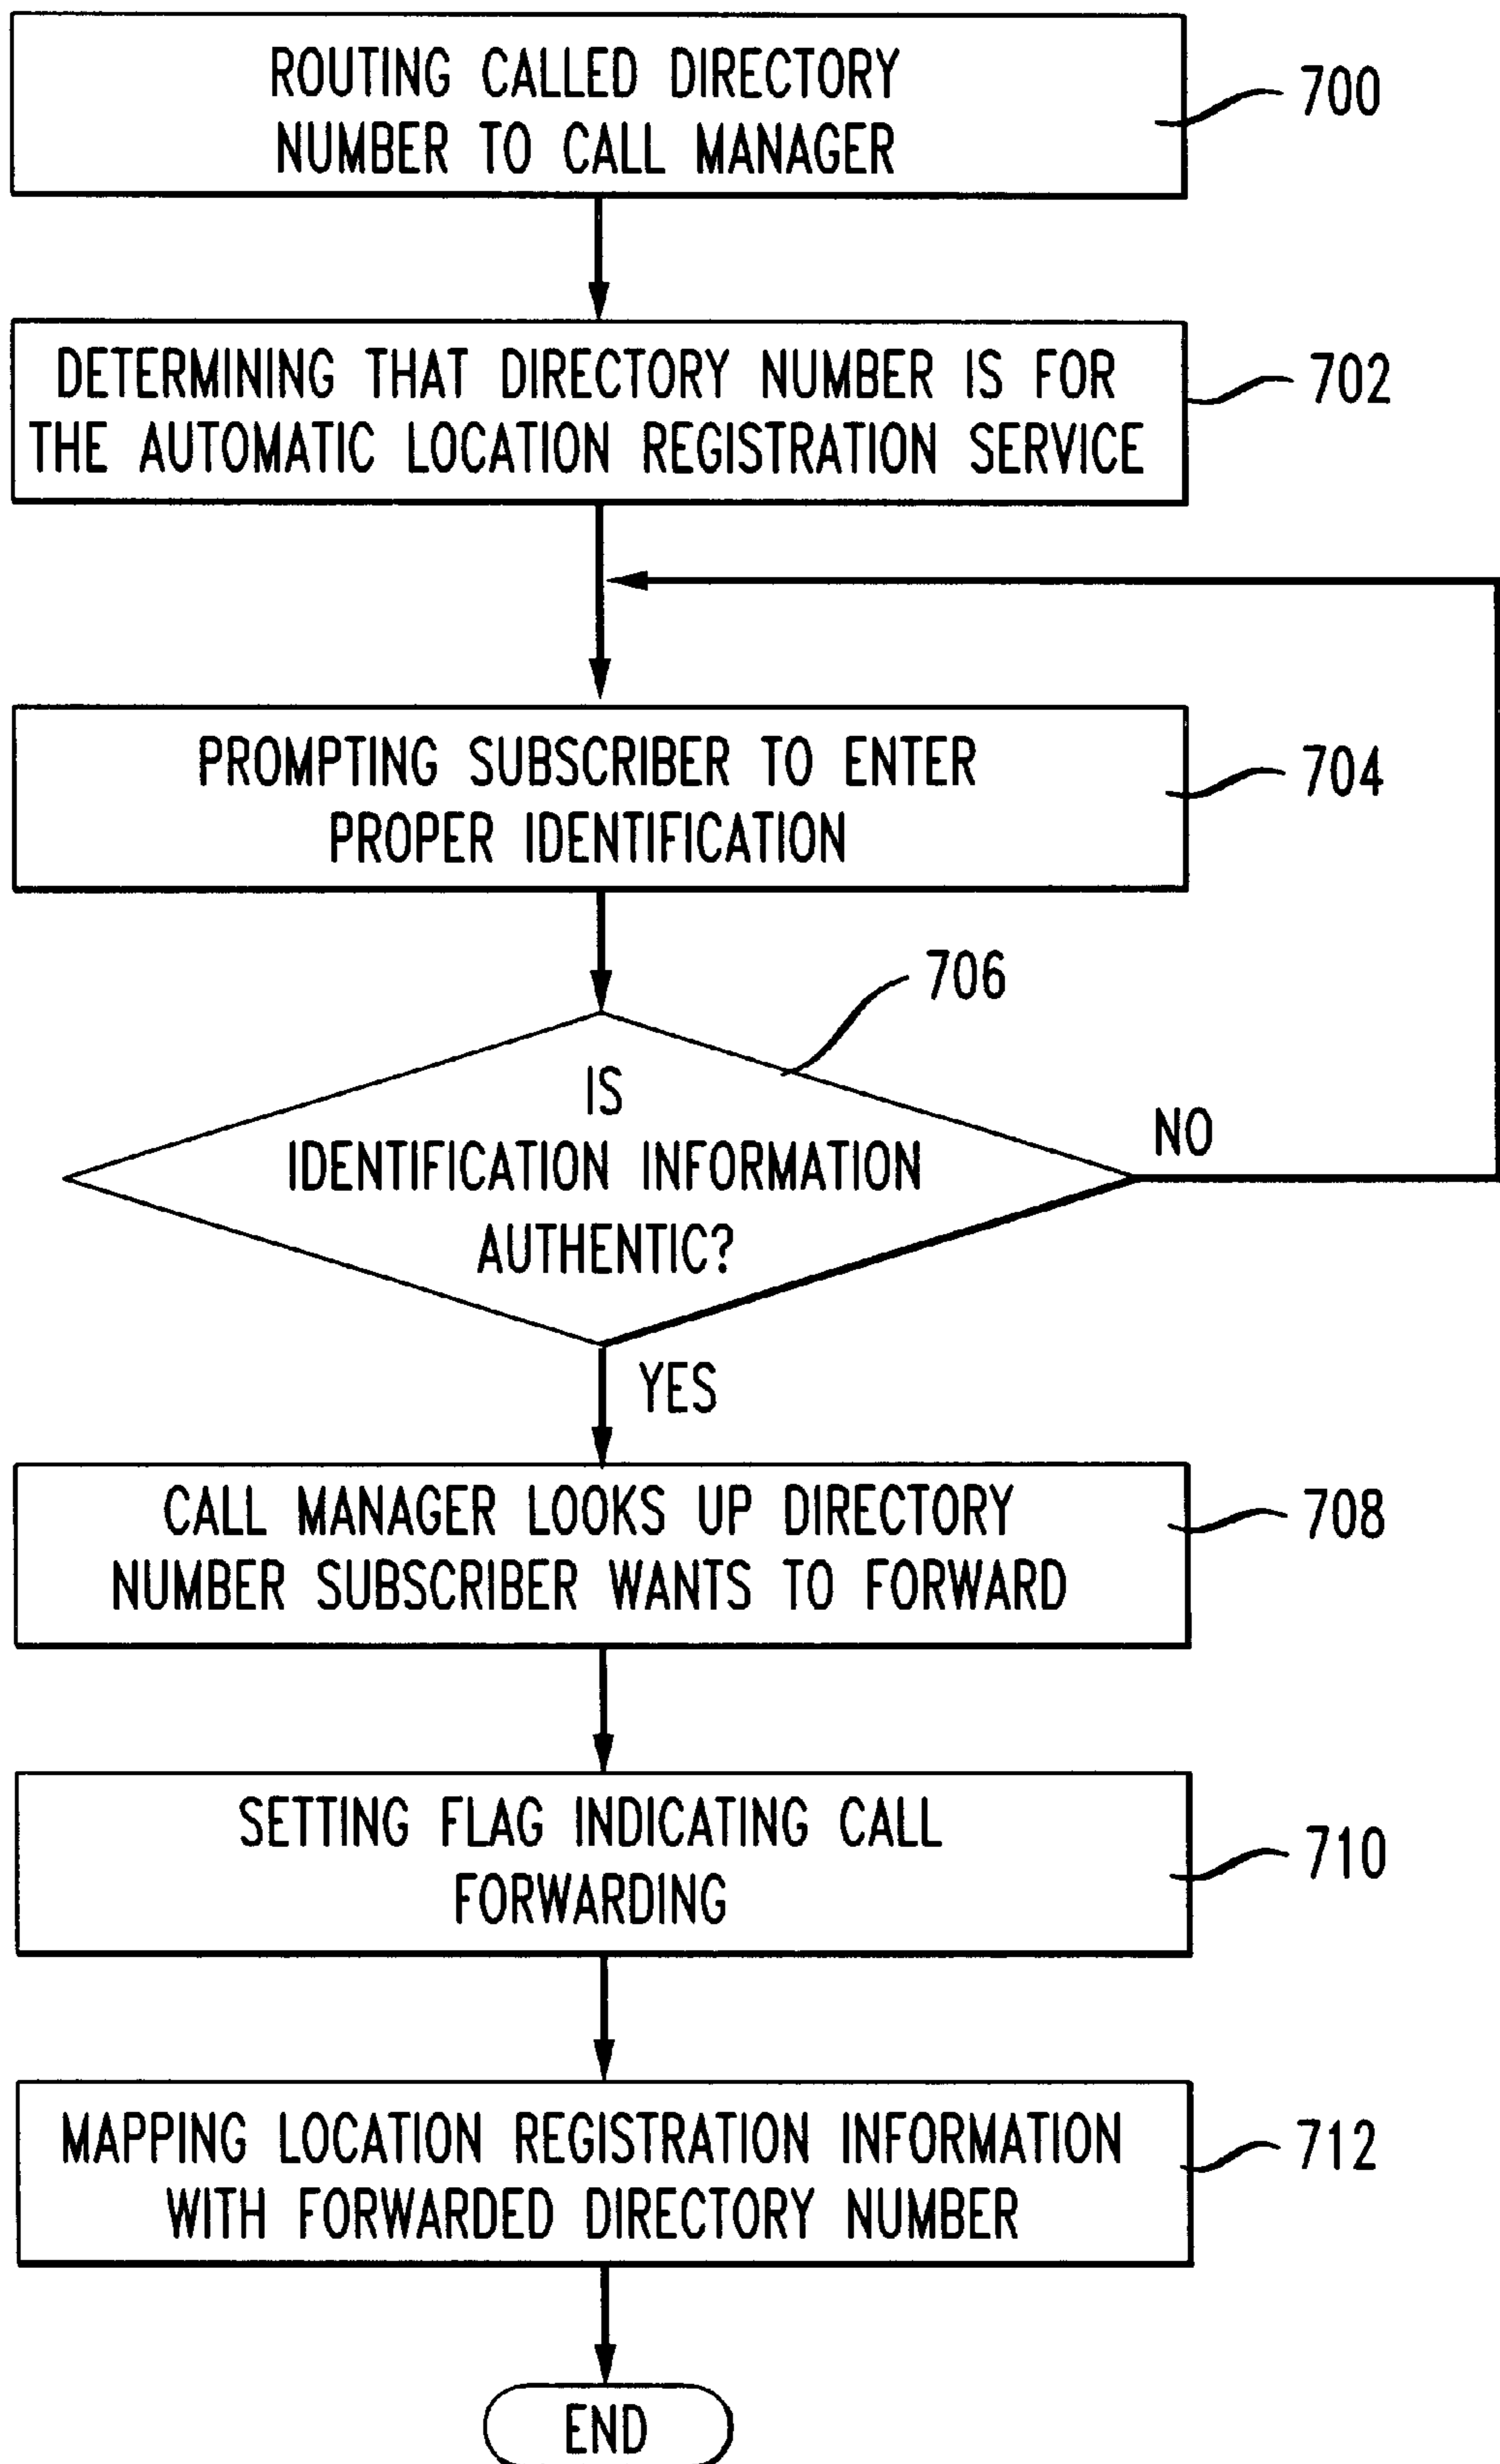 ROUTING CALLED DIRECTORY
NUMBER TO CALL MANAGER
700
DETERMINING THAT DIRECTORY NUMBER IS FOR
THE AUTOMATIC LOCATION REGISTRATION SERVICE
702
PROMPTING SUBSCRIBER TO ENTER
PROPER IDENTIFICATION
704
706
IS
IDENTIFICATION INFORMATION
AUTHENTIC?
NO
YES
CALL MANAGER LOOKS UP DIRECTORY
NUMBER SUBSCRIBER WANTS TO FORWARD
708
SETTING FLAG INDICATING CALL
FORWARDING
710
MAPPING LOCATION REGISTRATION INFORMATION
WITH FORWARDED DIRECTORY NUMBER
712
END